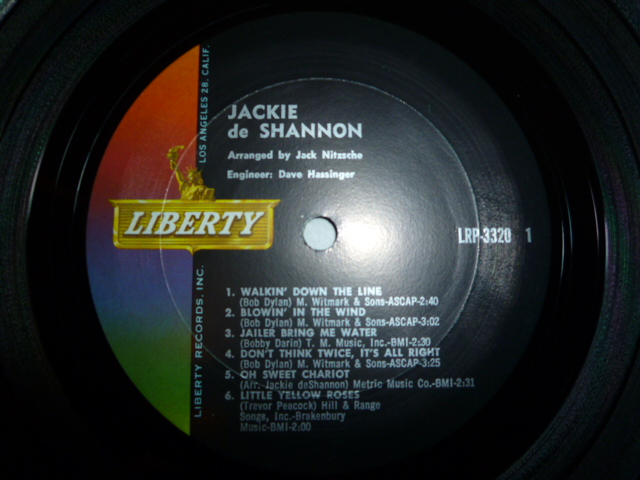 LOS ANGELES 28, CALIF.
JACKIE
de SHANNON
Arranged by Jack Nitzsche
Engineer: Dave Hassinger
LIBERTY
LRP-3320 1
LIBERTY RECORDS, INC.
1. WALKIN' DOWN THE LINE
(Bob Dylan) M. Witmark & Sons-ASCAP-2:40
2. BLOWIN' IN THE WIND
(Bob Dylan) M. Witmark & Sons-ASCAP-3:02
3. JAILER BRING ME WATER
(Bobby Darin) T. M. Music, Inc.-BMI-2:30
4. DON'T THINK TWICE, IT'S ALL RIGHT
(Bob Dylan) M. Witmark & Sons-ASCAP-3:25
5. OH SWEET CHARIOT
(Arr. Jackie deShannon) Metric Music Co.-BMI-2:31
6. LITTLE YELLOW ROSES
(Trevor Peacock) Hill & Range
Songs, Inc.-Brakenbury
Music-BMI-2:00